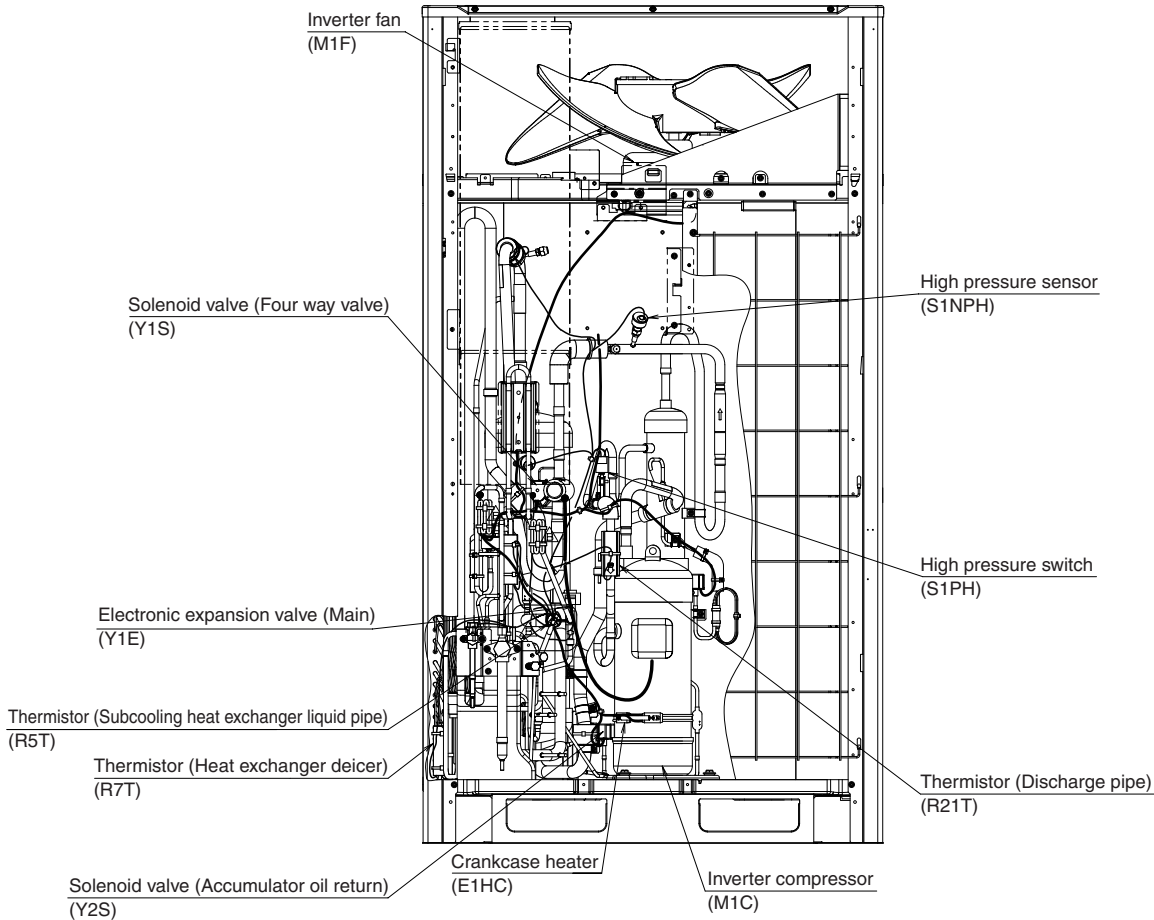 Inverter fan
(M1F)
Solenoid valve (Four way valve)
(Y1S)
High pressure sensor
(S1NPH)
High pressure switch
(S1PH)
Electronic expansion valve (Main)
(Y1E)
Thermistor (Subcooling heat exchanger liquid pipe)
(R5T)
Thermistor (Heat exchanger deicer)
(R7T)
Thermistor (Discharge pipe)
(R21T)
Crankcase heater
(E1HC)
Inverter compressor
(M1C)
Solenoid valve (Accumulator oil return)
(Y2S)